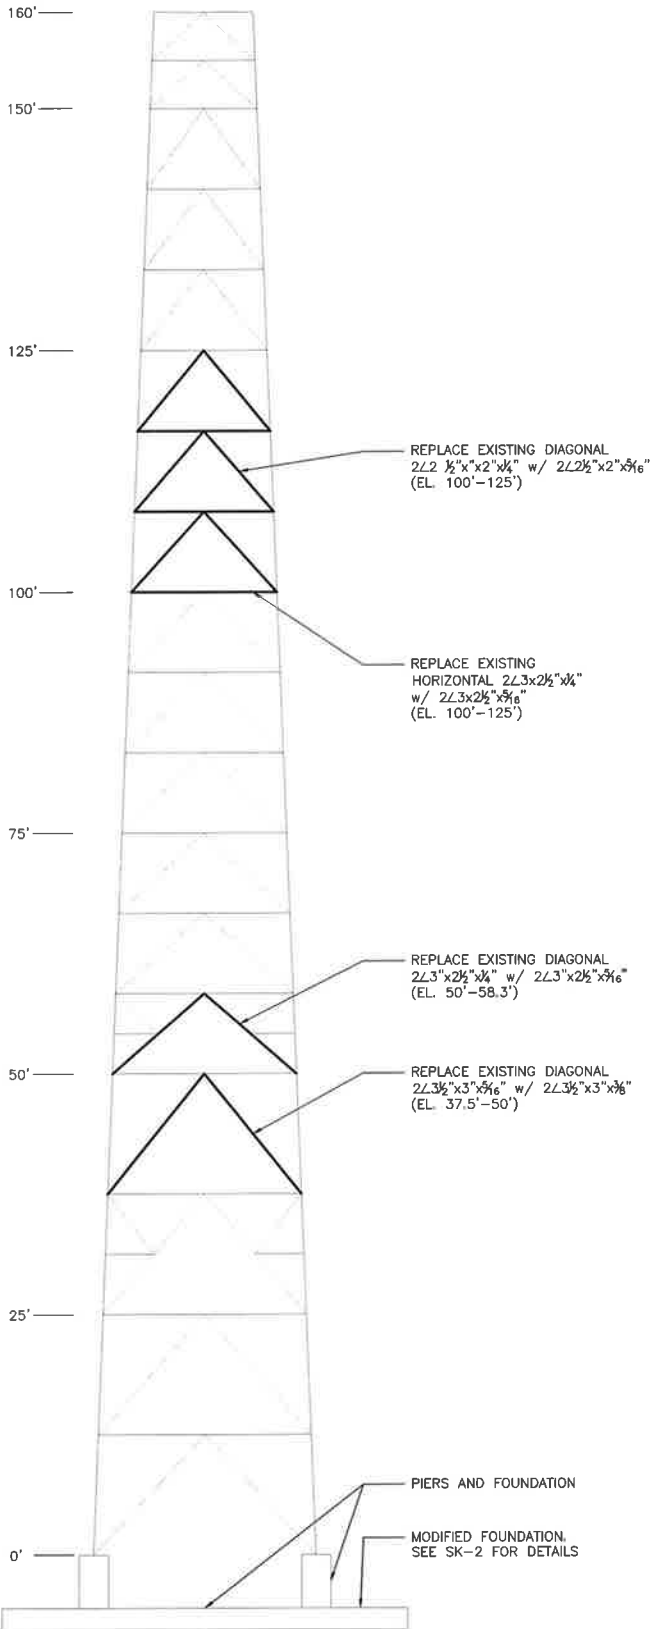 160'
150'
125'
REPLACE EXISTING DIAGONAL
2∠2 ½"x"x2"x¼" w/ 2∠2½"x2"x5⁄16"
(EL. 100'-125')
100'
REPLACE EXISTING
HORIZONTAL 2∠3x2½"x¼"
w/ 2∠3x2½"x5⁄16"
(EL. 100'-125')
75'
REPLACE EXISTING DIAGONAL
2∠3"x2½"x¼" w/ 2∠3"x2½"x5⁄16"
(EL. 50'-58.3')
50'
REPLACE EXISTING DIAGONAL
2∠3½"x3"x5⁄16" w/ 2∠3½"x3"x⅜"
(EL. 37.5'-50')
25'
PIERS AND FOUNDATION
MODIFIED FOUNDATION.
SEE SK-2 FOR DETAILS
0'